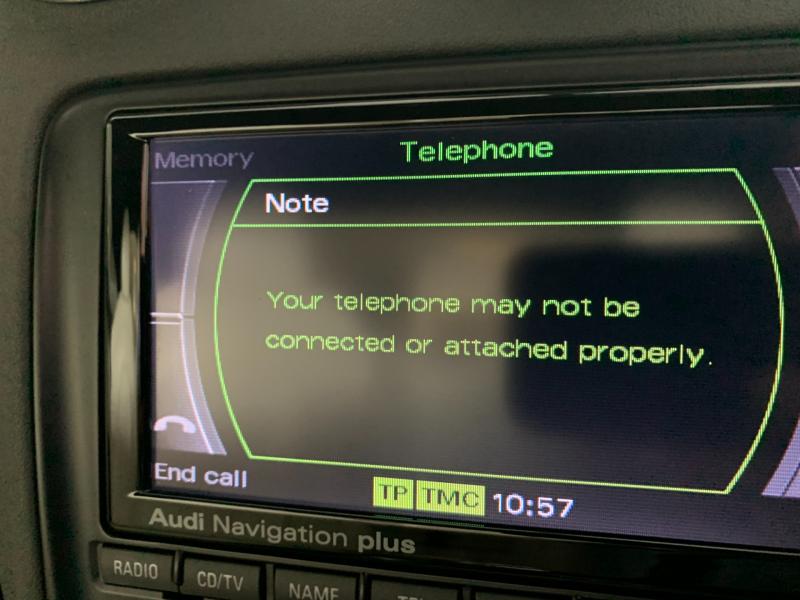 Memory
Telephone
Note
Your telephone may not be
connected or attached properly.
End call
TP TMC 10:57
Audi Navigation plus
RADIO CD/TV NAME